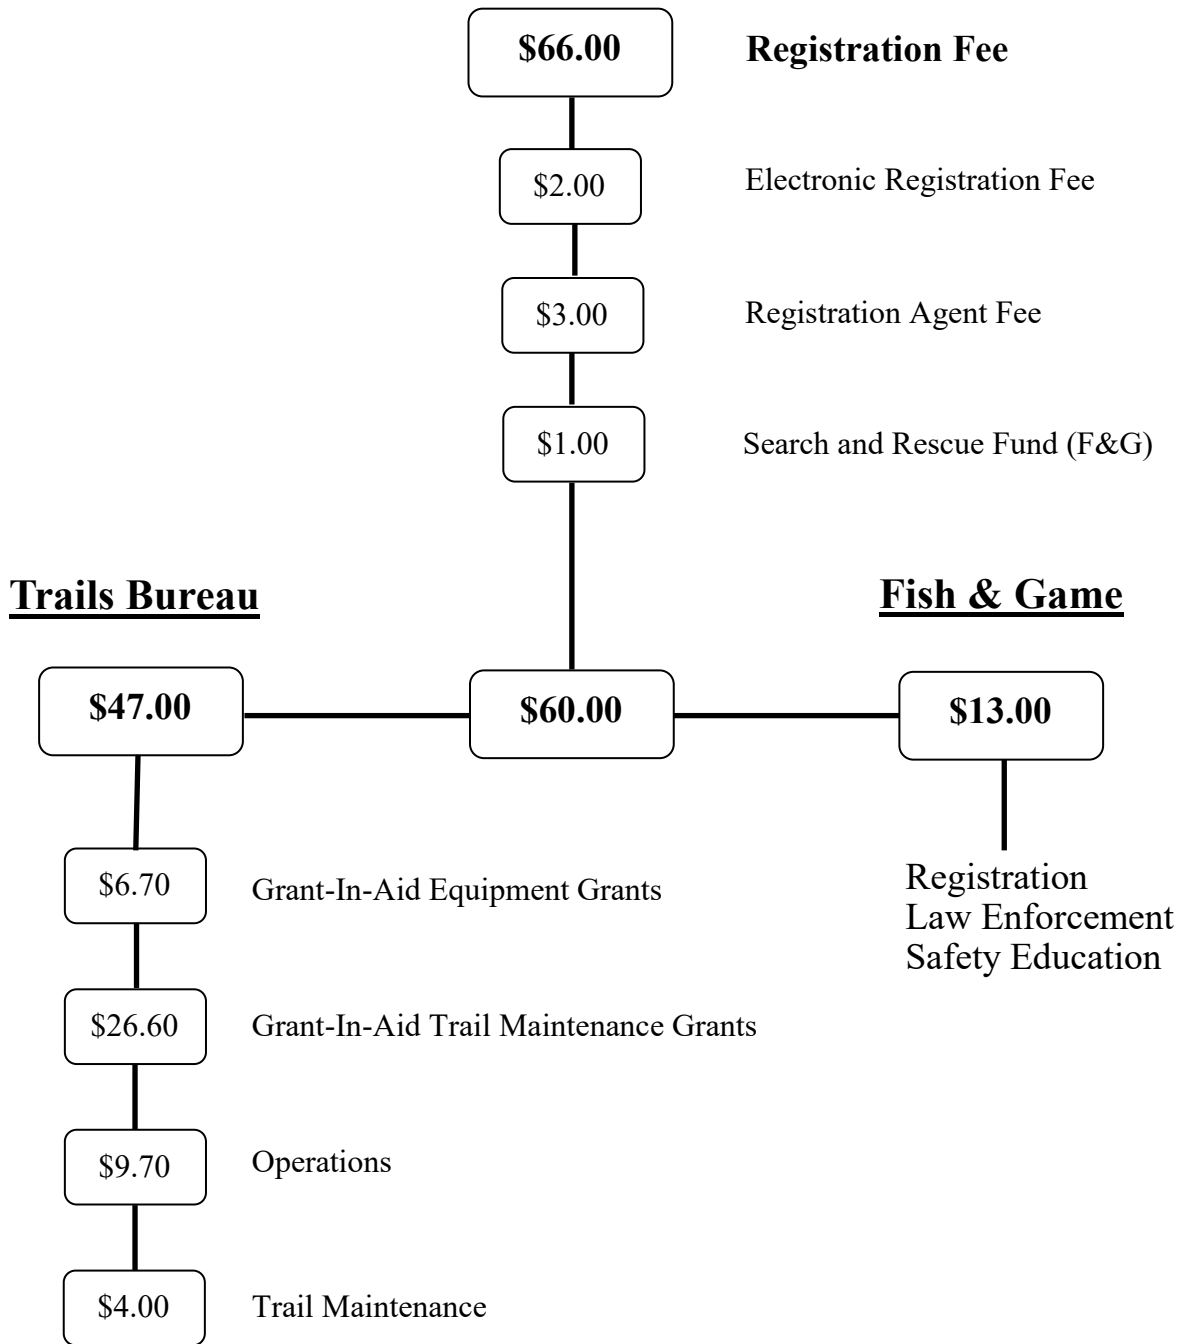 $66.00 Registration Fee
$2.00 Electronic Registration Fee
$3.00 Registration Agent Fee
$1.00 Search and Rescue Fund (F&G)
Trails Bureau
Fish & Game
$47.00
$60.00
$13.00
$6.70 Grant-In-Aid Equipment Grants
$26.60 Grant-In-Aid Trail Maintenance Grants
$9.70 Operations
$4.00 Trail Maintenance
Registration
Law Enforcement
Safety Education